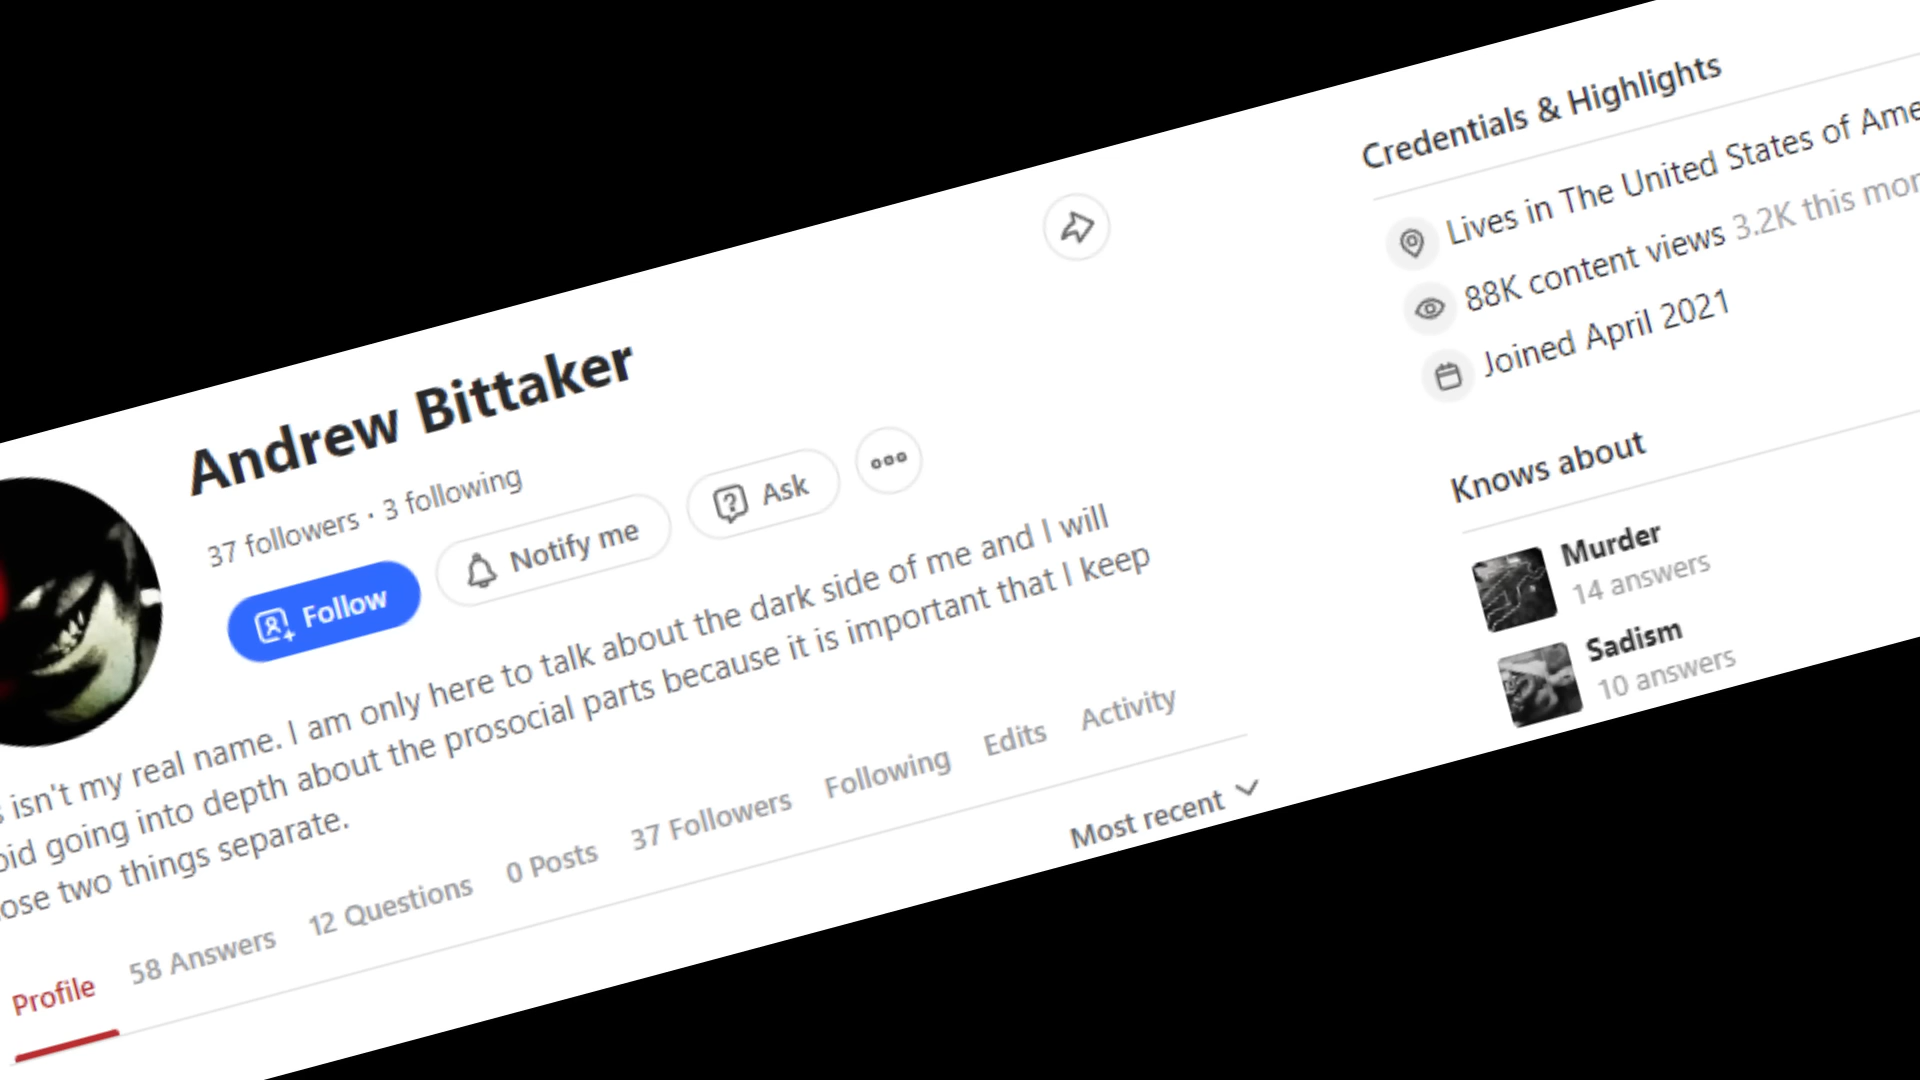 Andrew Bittaker
37 followers · 3 following
Follow
Notify me
Ask
isn't my real name. I am only here to talk about the dark side of me and I will
going into depth about the prosocial parts because it is important that I keep
two things separate.
Profile
58 Answers
12 Questions
0 Posts
37 Followers
Following
Edits
Activity
Most recent
Credentials & Highlights
Lives in The United States of
88K content views 3.2K this
Joined April 2021
Knows about
Murder
14 answers
Sadism
10 answers